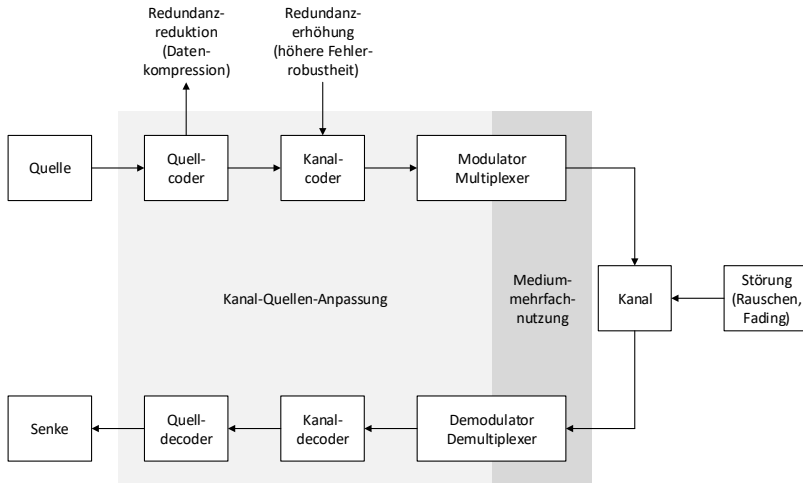 Redundanz-
reduktion
(Daten-
kompression)
Redundanz-
erhöhung
(höhere Fehler-
robustheit)
Quelle
Quell-
coder
Kanal-
coder
Modulator
Multiplexer
Kanal-Quellen-Anpassung
Medium-
mehrfach-
nutzung
Kanal
Störung
(Rauschen,
Fading)
Senke
Quell-
decoder
Kanal-
decoder
Demodulator
Demultiplexer